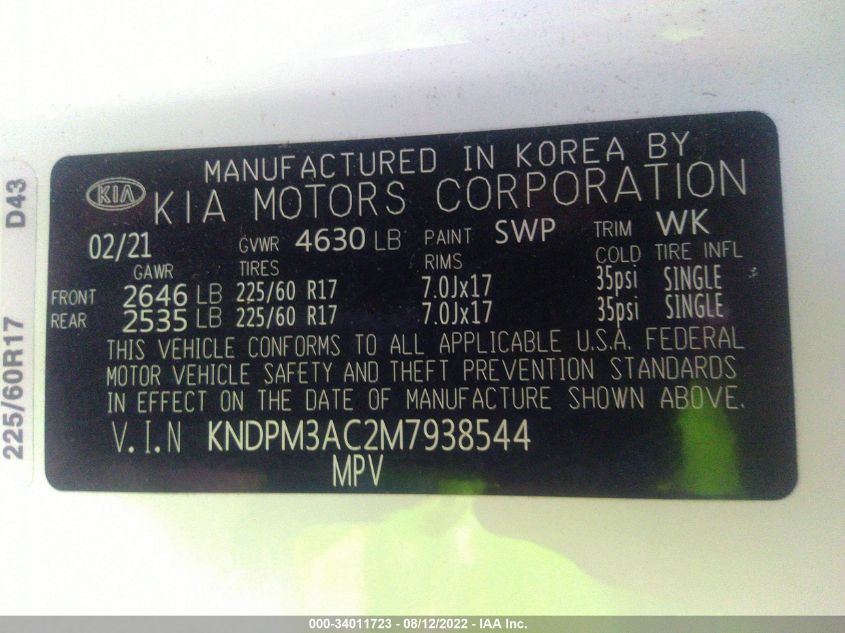 MANUFACTURED IN KOREA BY
KIA KIA MOTORS CORPORATION
02/21 GVWR 4630 LB PAINT SWP TRIM WK
GAWR TIRES RIMS COLD TIRE INFL
FRONT 2646 LB 225/60 R17 7.0Jx17 35psi SINGLE
REAR 2535 LB 225/60 R17 7.0Jx17 35psi SINGLE
THIS VEHICLE CONFORMS TO ALL APPLICABLE U.S.A. FEDERAL
MOTOR VEHICLE SAFETY AND THEFT PREVENTION STANDARDS
IN EFFECT ON THE DATE OF MANUFACTURE SHOWN ABOVE.
V.I.N KNDPM3AC2M7938544
MPV
225/60R17 D43
000-34011723 - 08/12/2022 - IAA Inc.